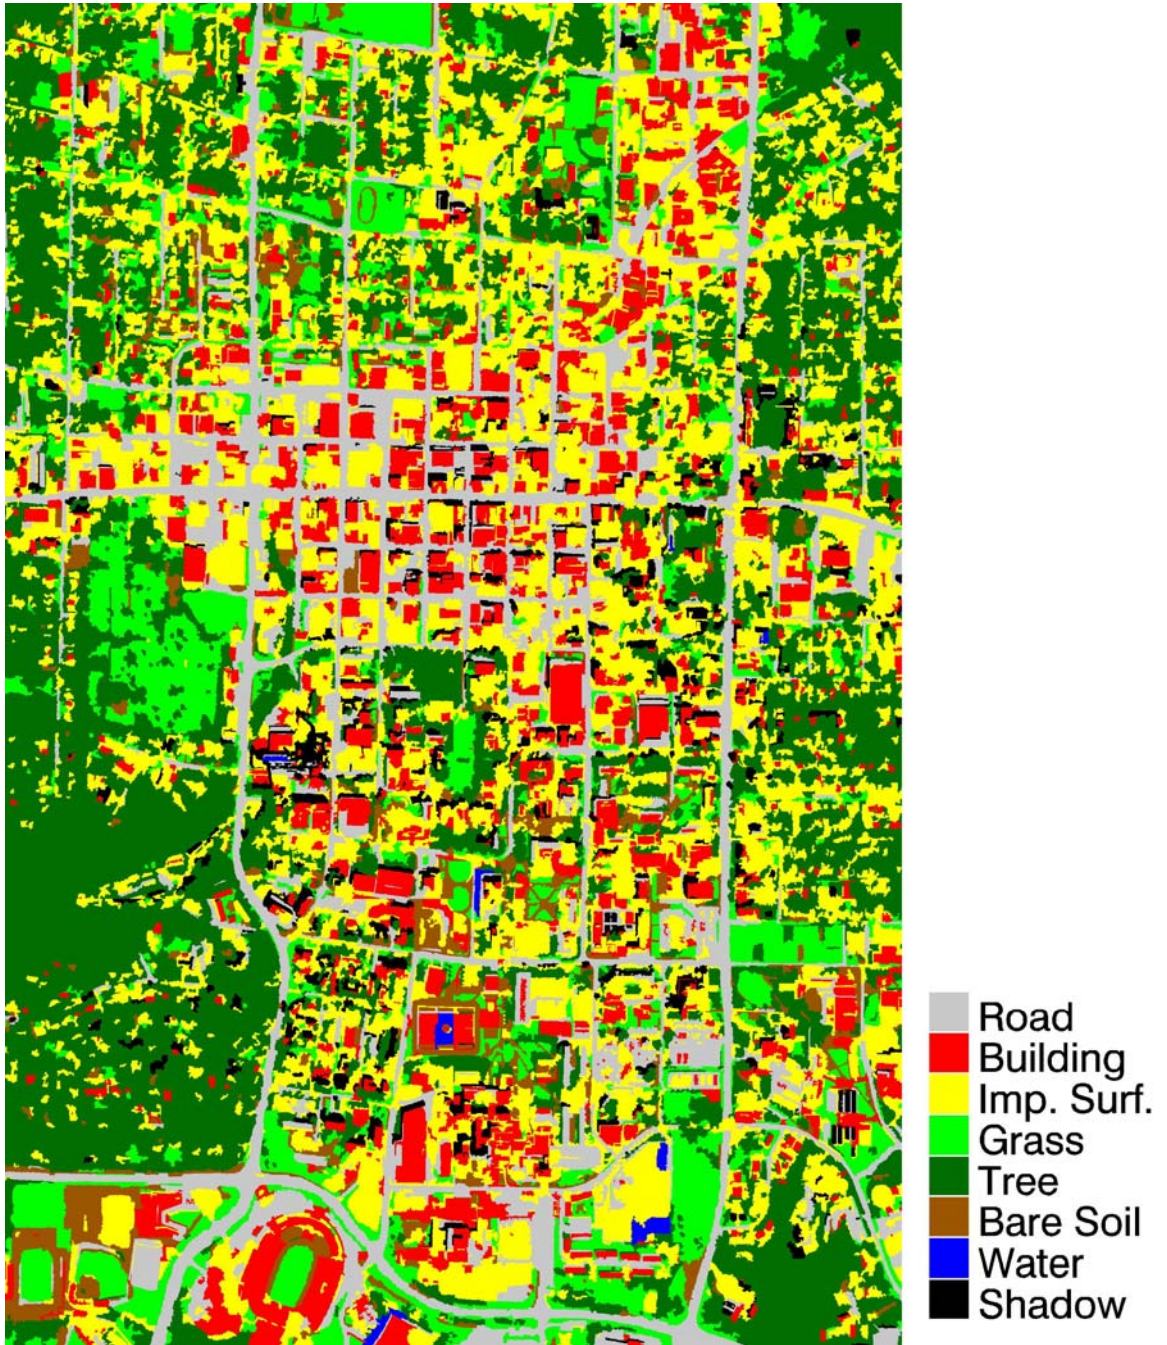 Road
Building
Imp. Surf.
Grass
Tree
Bare Soil
Water
Shadow